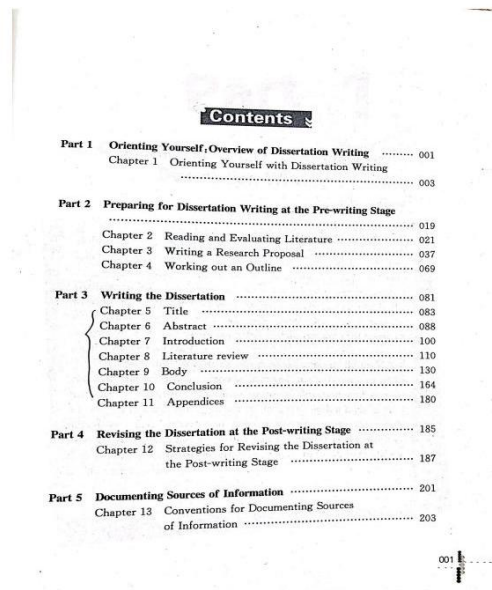 Contents
Part 1 Orienting Yourself: Overview of Dissertation Writing ········· 001
Chapter 1 Orienting Yourself with Dissertation Writing
········································ 003
Part 2 Preparing for Dissertation Writing at the Pre-writing Stage
········································ 019
Chapter 2 Reading and Evaluating Literature ··················· 021
Chapter 3 Writing a Research Proposal ························· 037
Chapter 4 Working out an Outline ······························ 069
Part 3 Writing the Dissertation ······························ 081
Chapter 5 Title ······························ 083
Chapter 6 Abstract ······························ 088
Chapter 7 Introduction ······························ 100
Chapter 8 Literature review ······························ 110
Chapter 9 Body ······························ 130
Chapter 10 Conclusion ······························ 164
Chapter 11 Appendices ······························ 180
Part 4 Revising the Dissertation at the Post-writing Stage ·············· 185
Chapter 12 Strategies for Revising the Dissertation at
the Post-writing Stage ······························ 187
Part 5 Documenting Sources of Information ······························ 201
Chapter 13 Conventions for Documenting Sources
of Information ······························ 203
001